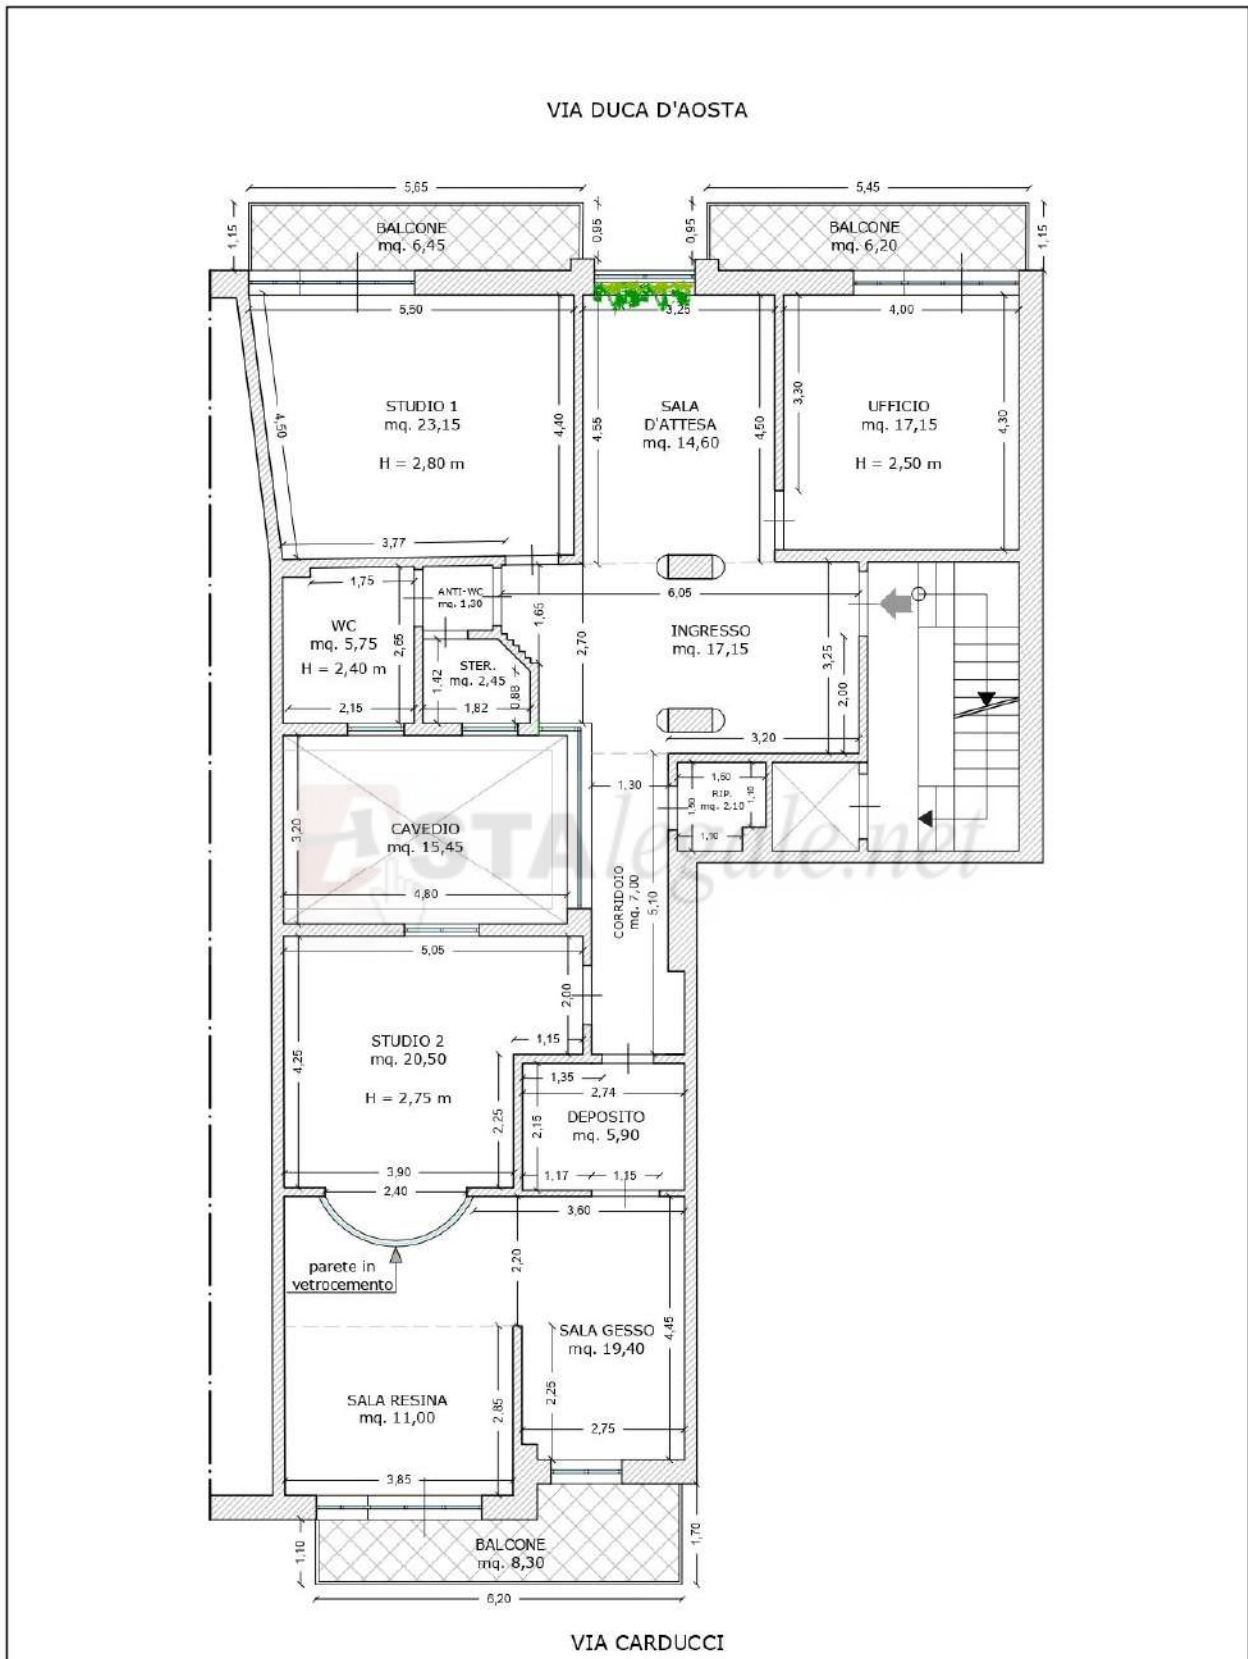 VIA DUCA D'AOSTA
5,65
5,45
1,15
BALCONE
mq. 6,45
0,95
0,95
BALCONE
mq. 6,20
1,15
5,50
3,25
4,00
4,50
STUDIO 1
mq. 23,15
H = 2,80 m
4,40
4,55
SALA
D'ATTESA
mq. 14,60
4,50
3,30
UFFICIO
mq. 17,15
H = 2,50 m
4,30
3,77
1,75
ANTI-WC
mq. 1,30
6,05
WC
mq. 5,75
H = 2,40 m
2,65
1,65
2,70
INGRESSO
mq. 17,15
3,25
2,00
STER.
mq. 2,45
1,42
0,88
2,15
1,82
3,20
1,30
1,60
RIP.
mq. 2,10
1,10
1,50
CAVEDIO
mq. 15,45
3,20
4,80
ASTAlegale.net
CORRIDOIO
mq. 7,00
5,10
5,05
2,00
STUDIO 2
mq. 20,50
H = 2,75 m
4,25
1,15
1,35
2,74
2,25
2,15
DEPOSITO
mq. 5,90
3,90
1,17
1,15
2,40
3,60
parete in
vetrocemento
2,20
SALA GESSO
mq. 19,40
4,45
SALA RESINA
mq. 11,00
2,85
2,25
2,75
3,85
1,10
BALCONE
mq. 8,30
1,70
6,20
VIA CARDUCCI